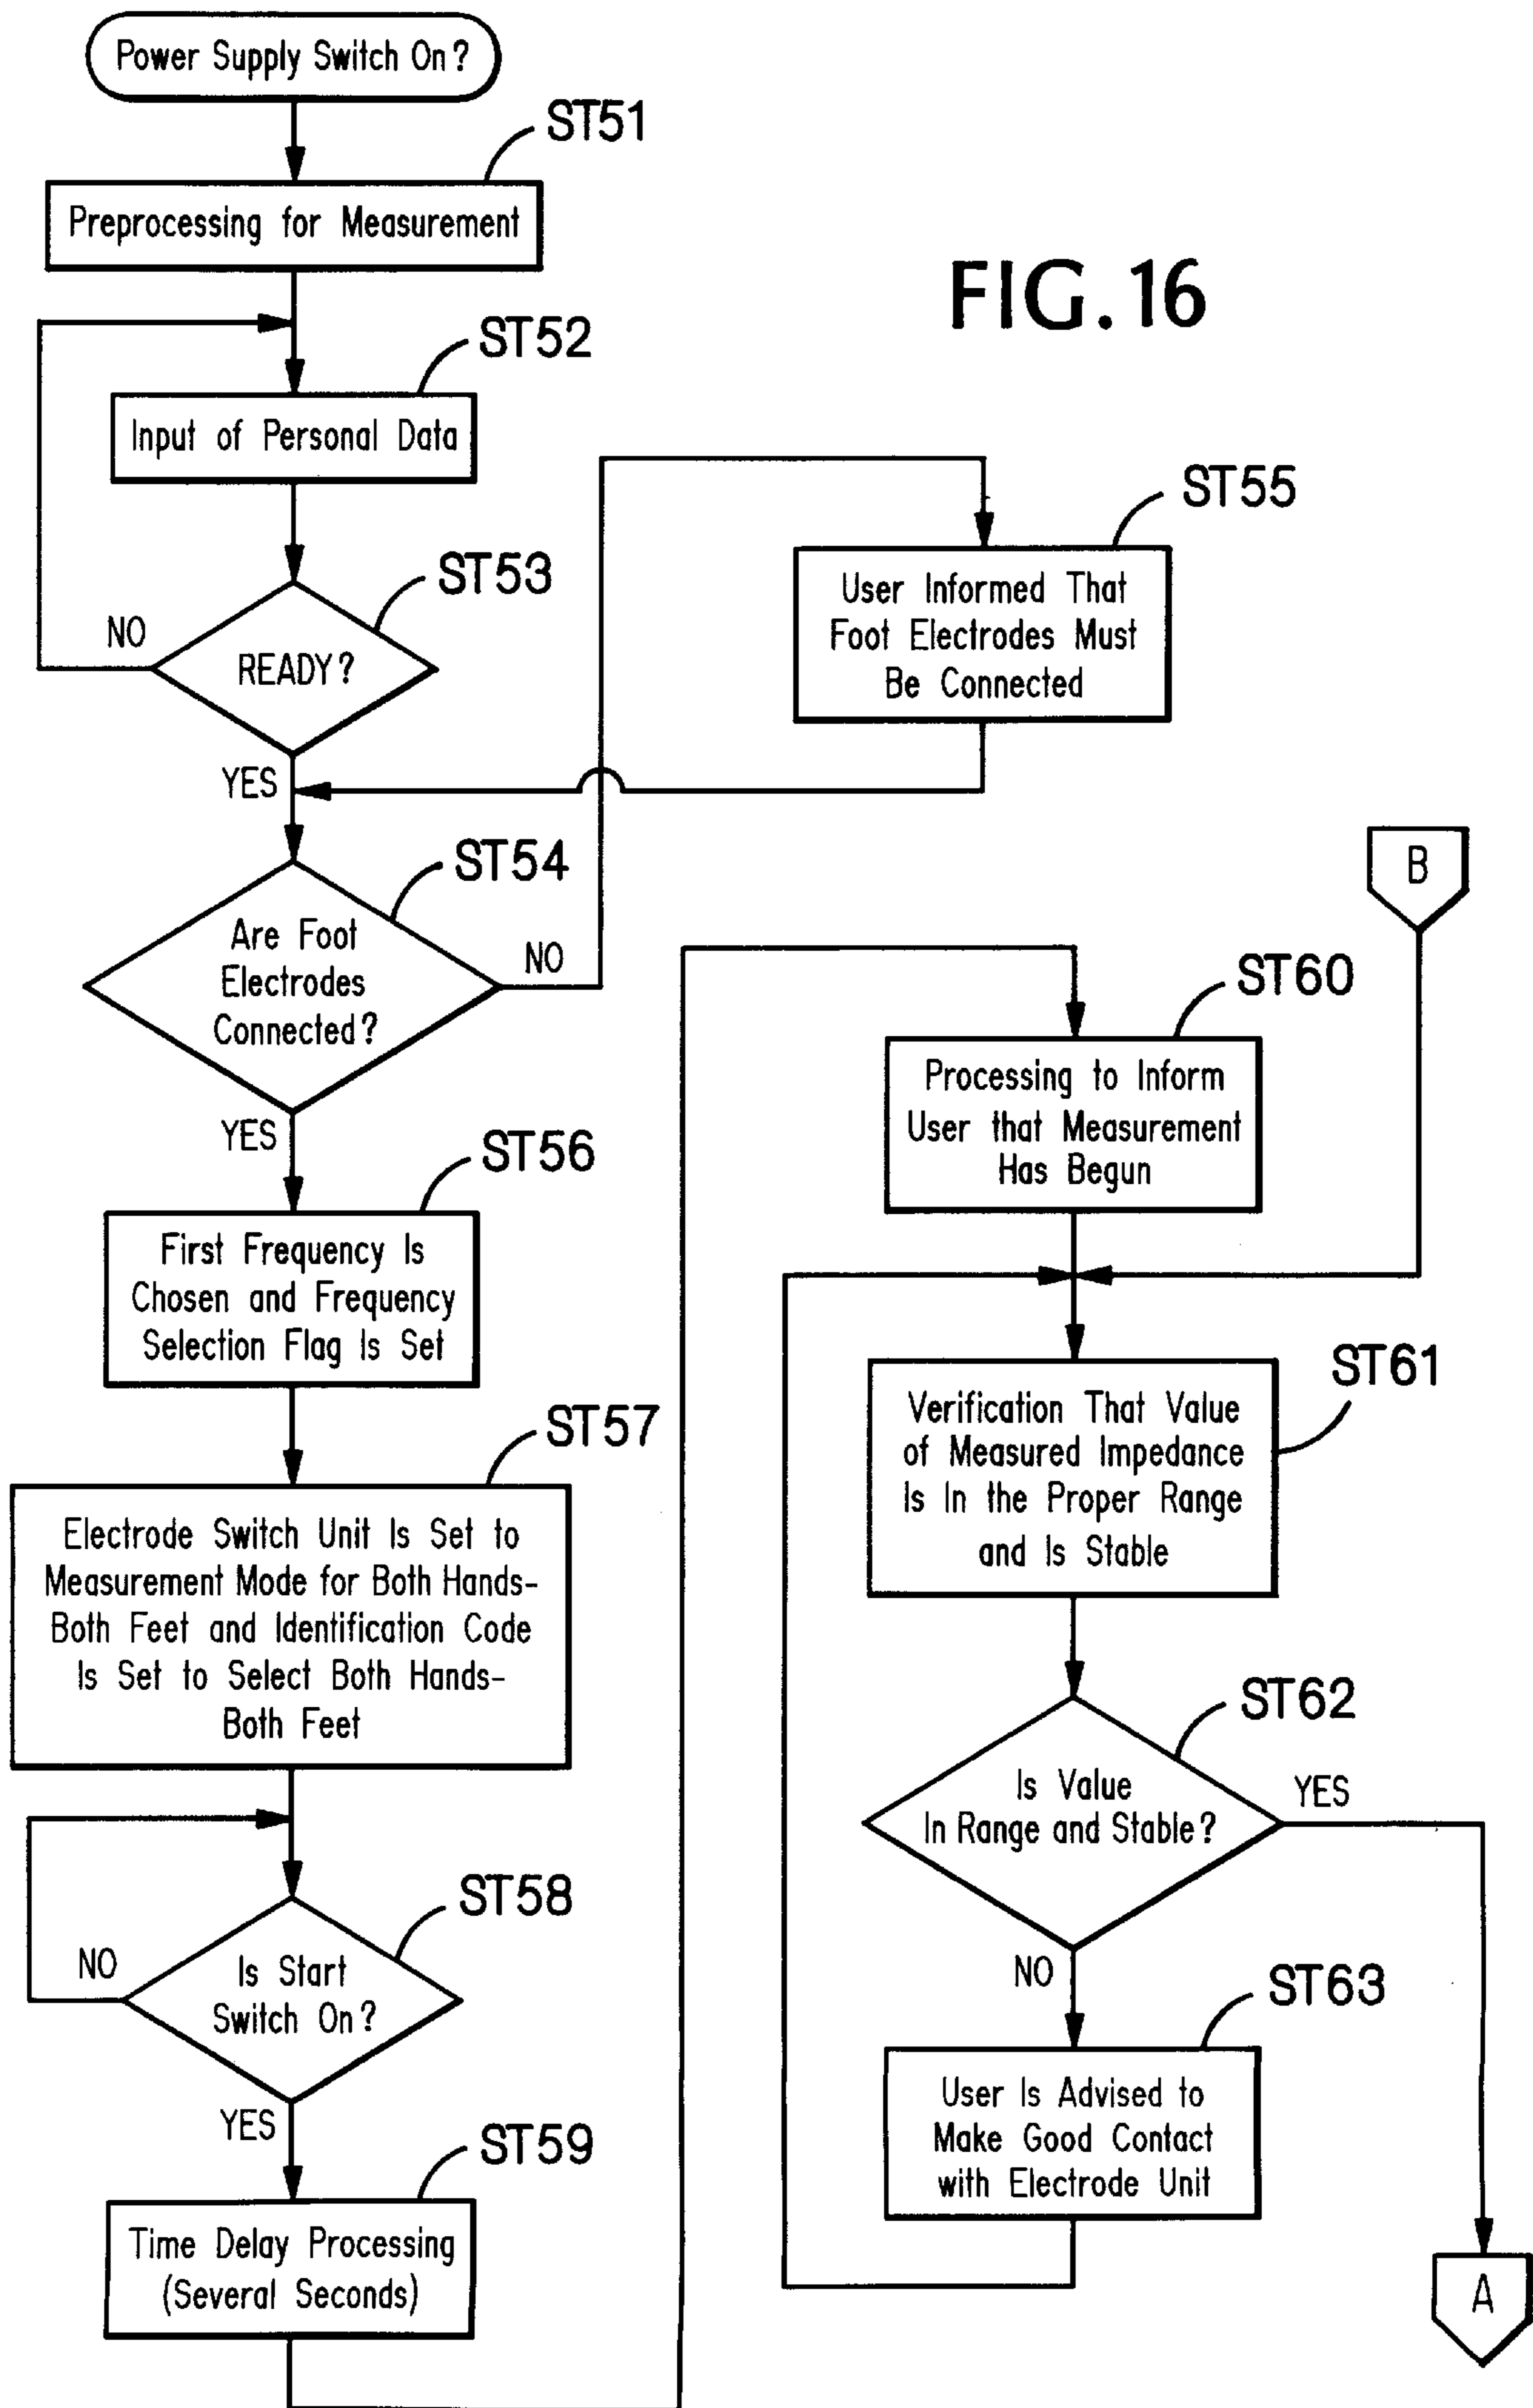 Power Supply Switch On?
ST51
Preprocessing for Measurement
FIG.16
ST52
Input of Personal Data
ST53
NO
READY?
YES
ST55
User Informed That
Foot Electrodes Must
Be Connected
ST54
Are Foot
Electrodes
Connected?
NO
YES
ST56
First Frequency Is
Chosen and Frequency
Selection Flag Is Set
ST57
Electrode Switch Unit Is Set to
Measurement Mode for Both Hands-
Both Feet and Identification Code
Is Set to Select Both Hands-
Both Feet
ST58
NO
Is Start
Switch On?
YES
ST59
Time Delay Processing
(Several Seconds)
B
ST60
Processing to Inform
User that Measurement
Has Begun
ST61
Verification That Value
of Measured Impedance
Is In the Proper Range
and Is Stable
ST62
Is Value
In Range and Stable?
YES
NO
ST63
User Is Advised to
Make Good Contact
with Electrode Unit
A